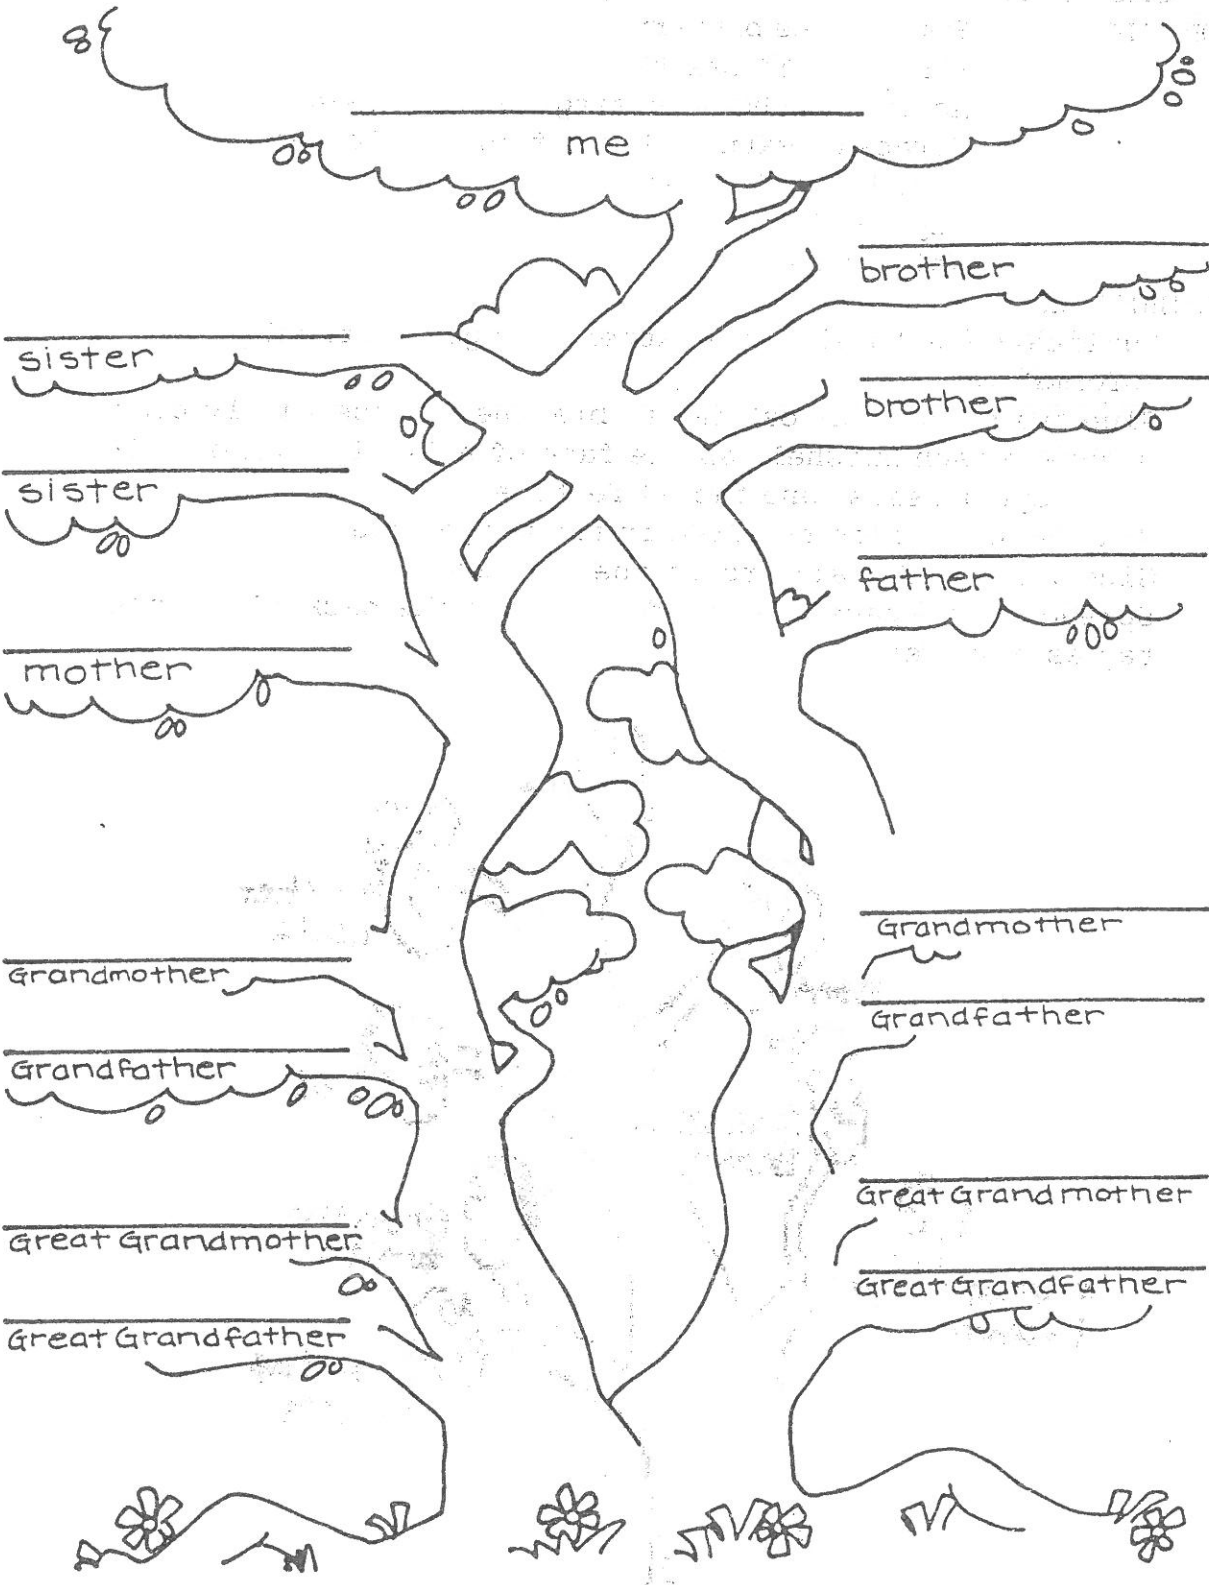 me
brother
sister
brother
sister
father
mother
Grandmother
Grandmother
Grandfather
Grandfather
Great Grandmother
Great Grandmother
Great Grandfather
Great Grandfather